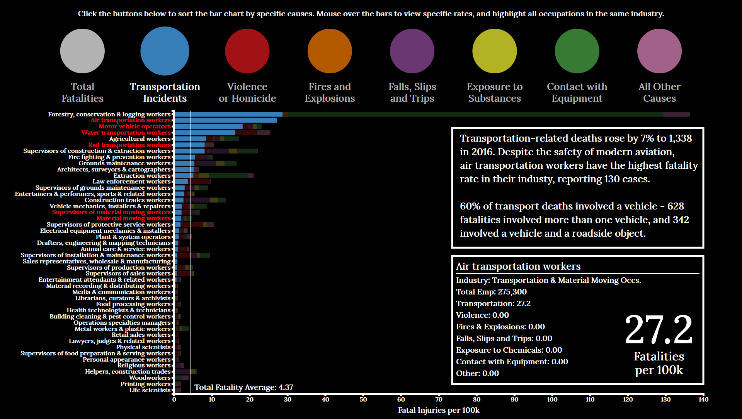 Click the buttons below to sort the bar chart by specific causes. Mouse over the bars to view specific rates, and highlight all occupations in the same industry.
Total
Fatalities
Transportation
Incidents
Violence
or Homicide
Fires and
Explosions
Falls, Slips
and Trips
Exposure to
Substances
Contact with
Equipment
All Other
Causes
Forestry, conservation & logging workers
Air transportation workers
Motor vehicle operators
Water transportation workers
Agricultural workers
Rail transportation workers
Supervisors of construction & extraction workers
Fire fighting & prevention workers
Grounds maintenance workers
Architects, surveyors & cartographers
Extraction workers
Law enforcement workers
Supervisors of grounds maintenance workers
Entertainers & performers, sports & related workers
Construction trades workers
Vehicle mechanics, installers & repairers
Supervisors of material moving workers
Material moving workers
Supervisors of protective service workers
Electrical equipment mechanics & installers
Plant & system operators
Drafters, engineering & mapping technicians
Animal care & service workers
Supervisors of installation & maintenance workers
Sales representatives, wholesale & manufacturing
Supervisors of production workers
Supervisors of sales workers
Entertainment attendants & related workers
Material recording & distributing workers
Media & communication workers
Librarians, curators & archivists
Food processing workers
Health technologists & technicians
Building cleaning & pest control workers
Operations specialties managers
Metal workers & plastic workers
Retail sales workers
Lawyers, judges & related workers
Physical scientists
Supervisors of food preparation & serving workers
Personal appearance workers
Religious workers
Helpers, construction trades
Woodworkers
Printing workers
Life scientists
Transportation-related deaths rose by 7% to 1,338
in 2016. Despite the safety of modern aviation,
air transportation workers have the highest fatality
rate in their industy, reporting 130 cases.
60% of transport deaths involved a vehicle - 628
fatalities involved more than one vehicle, and 342
involved a vehicle and a roadside object.
Air transportation workers
Industry: Transportation & Material Moving Occs.
Total Emp: 275,300
Transportation: 27.2
Violence: 0.00
Fires & Explosions: 0.00
Falls, Slips and Trips: 0.00
Exposure to Chemicals: 0.00
Contact with Equipment: 0.00
Other: 0.00
27.2
Fatalities
per 100k
Total Fatality Average: 4.37
0 10 20 30 40 50 60 70 80 90 100 110 120 130 140
Fatal Injuries per 100k